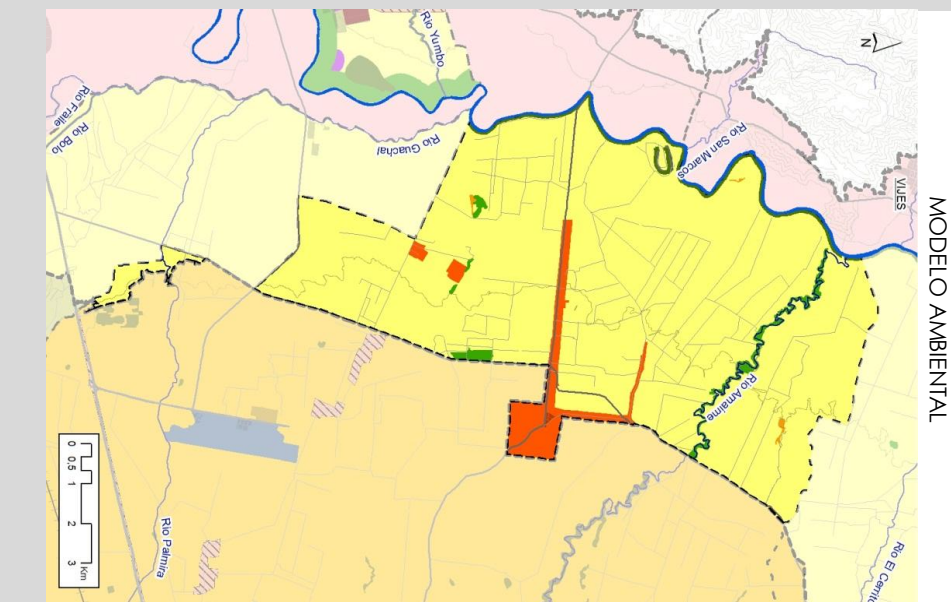 MODELO AMBIENTAL
N
VIJES
Río Yumbo
Río San Marcos
Río Fraile
Río Bolo
Río Guachal
Río Amaime
Río El Cerrito
Río Palmira
0 0,5 1 2 3
Km